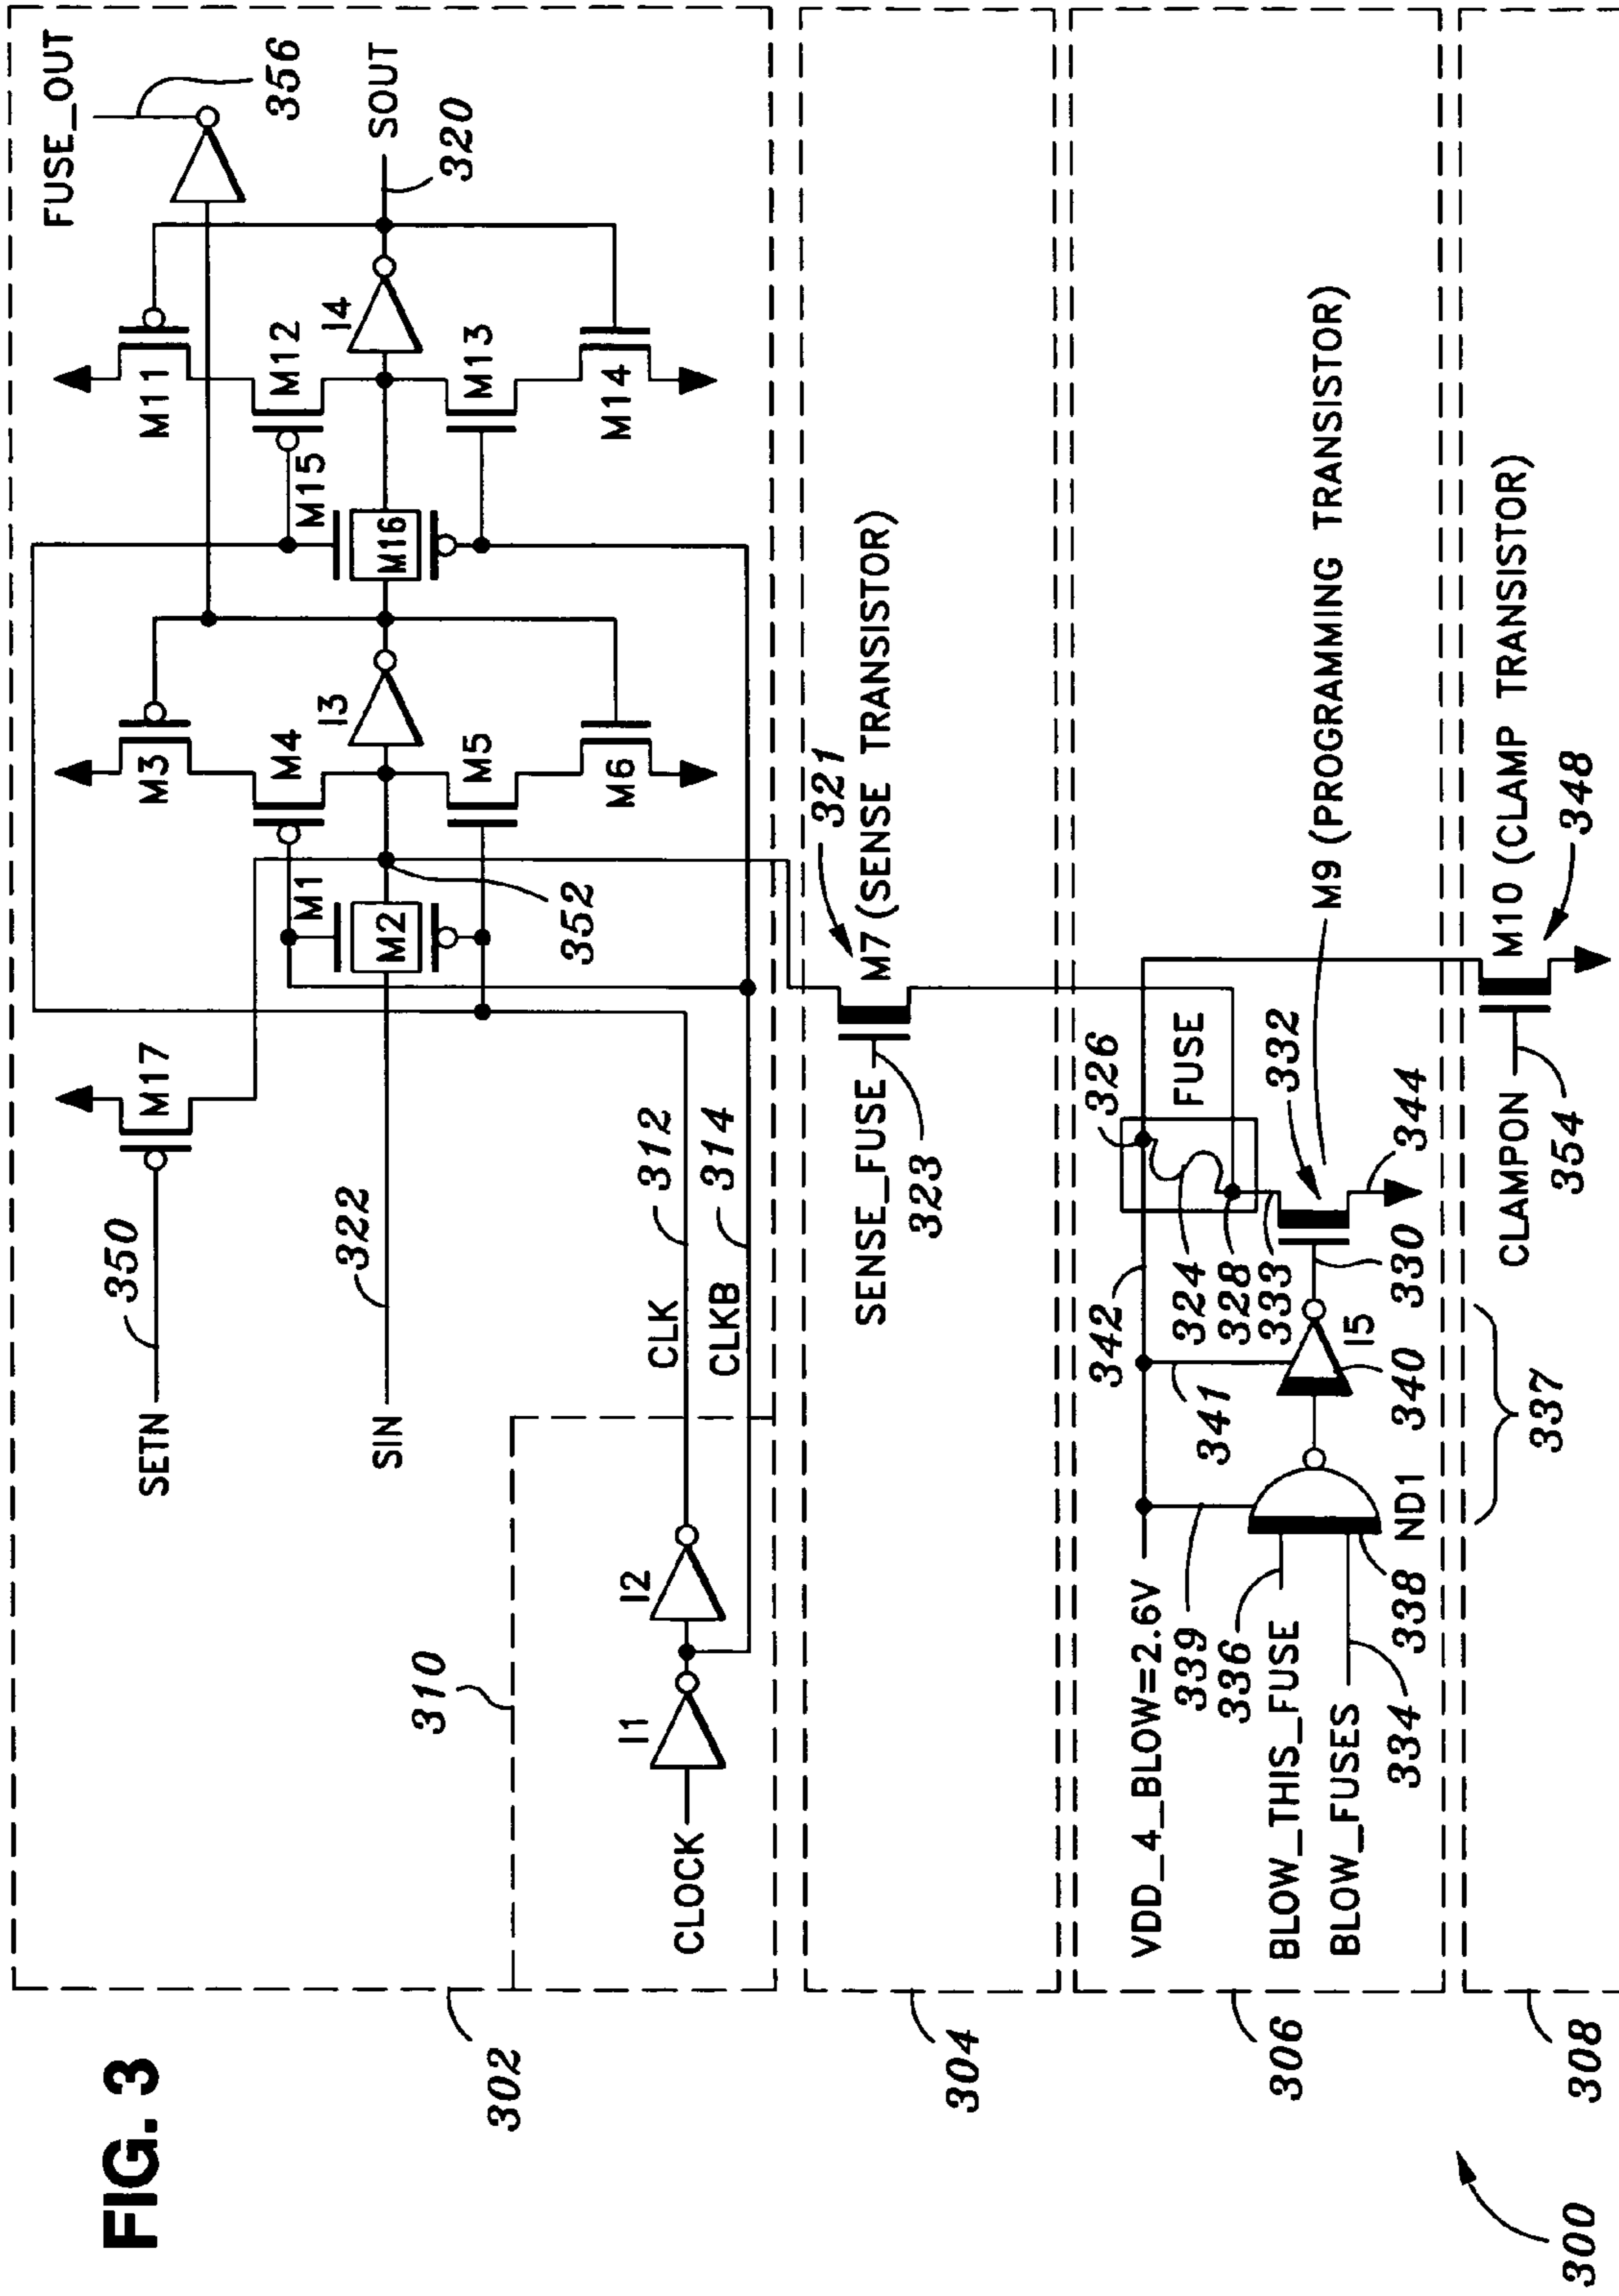 FIG. 3
302
310
SETN
350
M17
SIN
322
CLOCK
I1
I2
CLK
312
CLKB
314
M1
M2
352
M3
M4
M5
M6
I3
M15
M16
M11
M12
M13
M14
I4
FUSE_OUT
356
SOUT
320
304
SENSE_FUSE
323
321
M7 (SENSE TRANSISTOR)
306
VDD_4_BLOW=2.6V
339
336
BLOW_THIS_FUSE
BLOW_FUSES
334
338
ND1
342
341
340
I5
337
324
328
333
330
326
FUSE
332
344
M9 (PROGRAMMING TRANSISTOR)
308
CLAMPON
354
M10 (CLAMP TRANSISTOR)
348
300